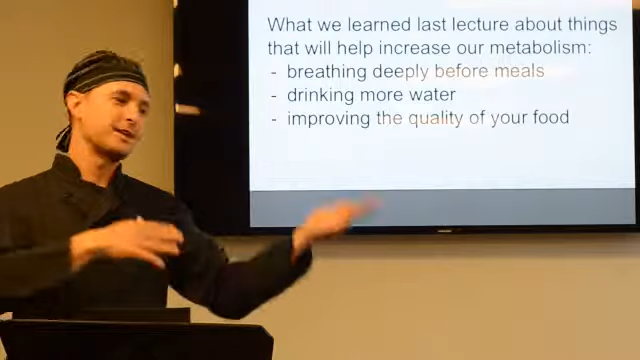 What we learned last lecture about things
that will help increase our metabolism:
- breathing deeply before meals
- drinking more water
- improving the quality of your food